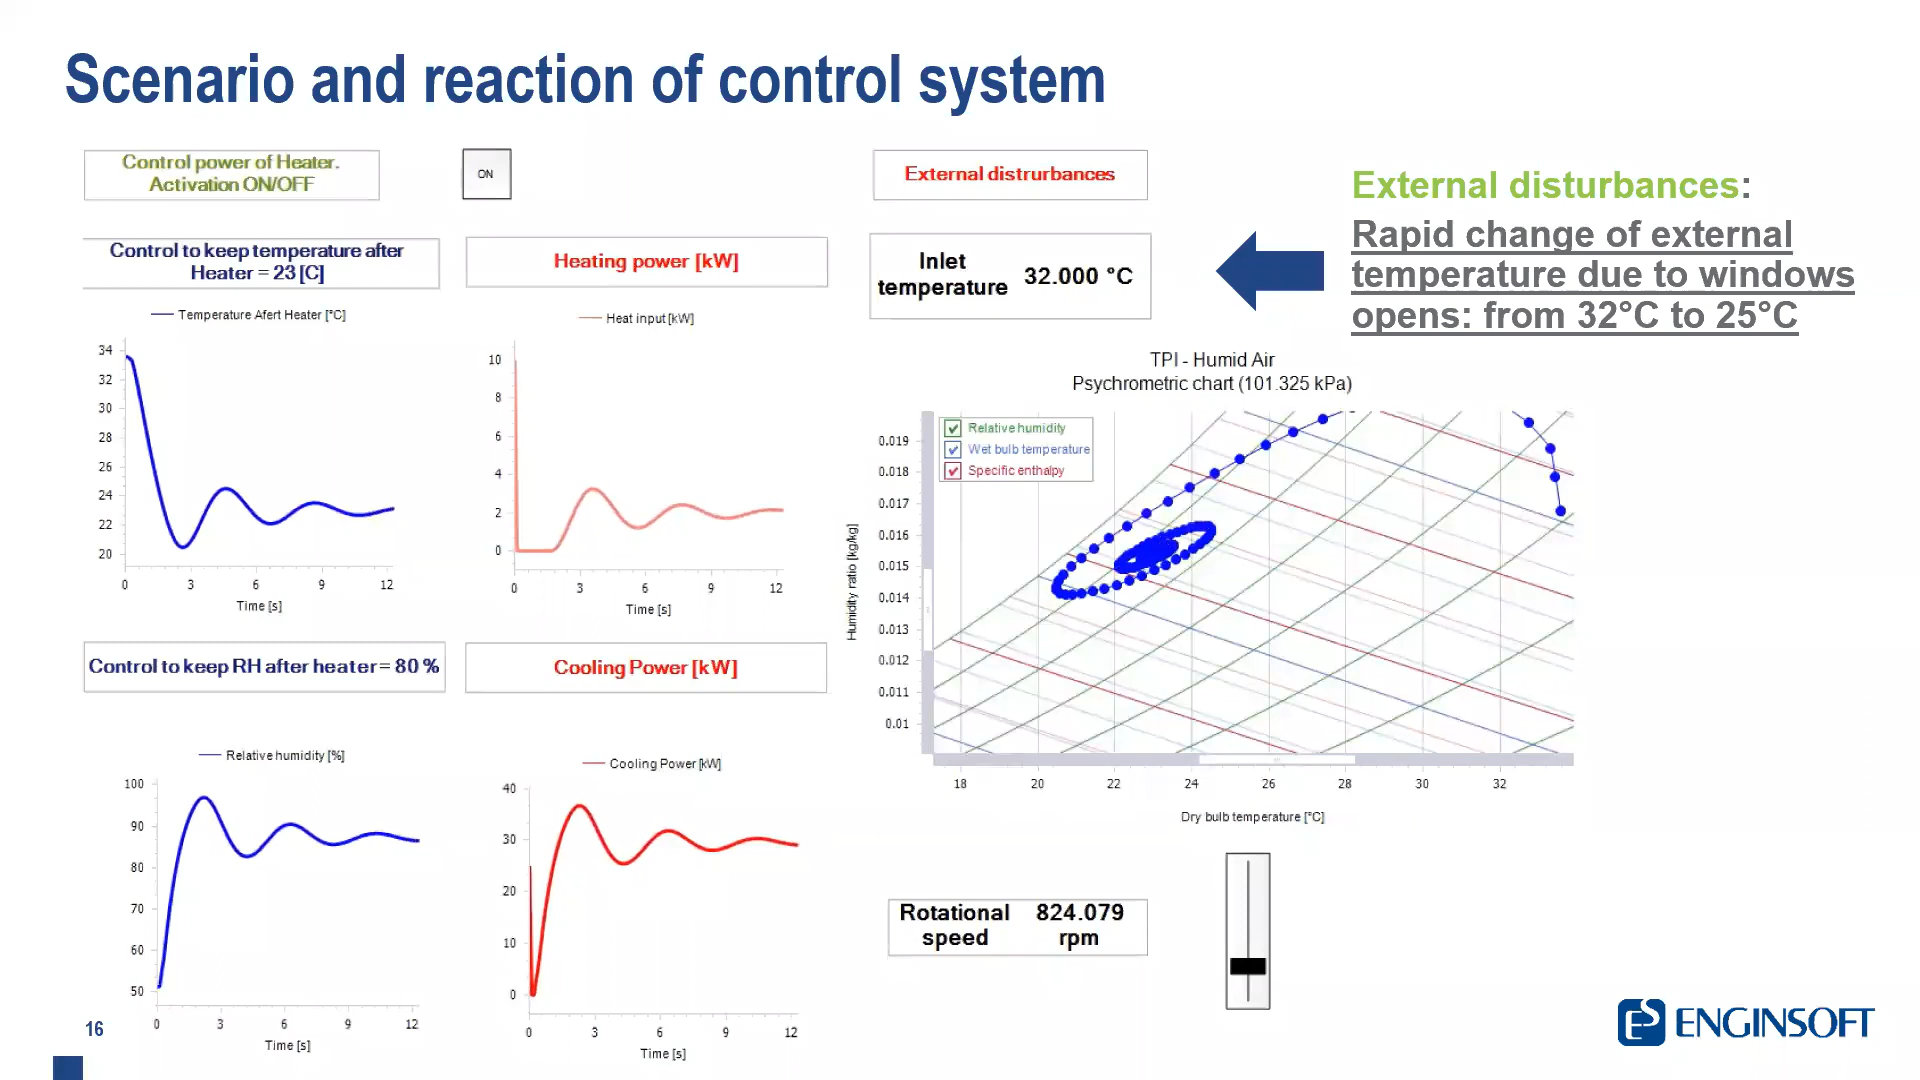 Scenario and reaction of control system
Control power of Heater.
Activation ON/OFF
ON
External distrurbances
External disturbances:
Rapid change of external
temperature due to windows
opens: from 32°C to 25°C
Control to keep temperature after
Heater = 23 [C]
Heating power [kW]
Inlet
temperature
32.000 °C
Temperature Afert Heater [°C]
34
32
30
28
26
24
22
20
0 3 6 9 12
Time [s]
Heat input [kW]
10
8
6
4
2
0
0 3 6 9 12
Time [s]
TPI - Humid Air
Psychrometric chart (101.325 kPa)
Relative humidity
Wet bulb temperature
Specific enthalpy
Humidity ratio [kg/kg]
0.019
0.018
0.017
0.016
0.015
0.014
0.013
0.012
0.011
0.01
18 20 22 24 26 28 30 32
Dry bulb temperature [°C]
Control to keep RH after heater = 80 %
Cooling Power [kW]
Relative humidity [%]
100
90
80
70
60
50
0 3 6 9 12
Time [s]
Cooling Power [kW]
40
30
20
10
0
0 3 6 9 12
Time [s]
Rotational
speed
824.079
rpm
16
ENGINSOFT